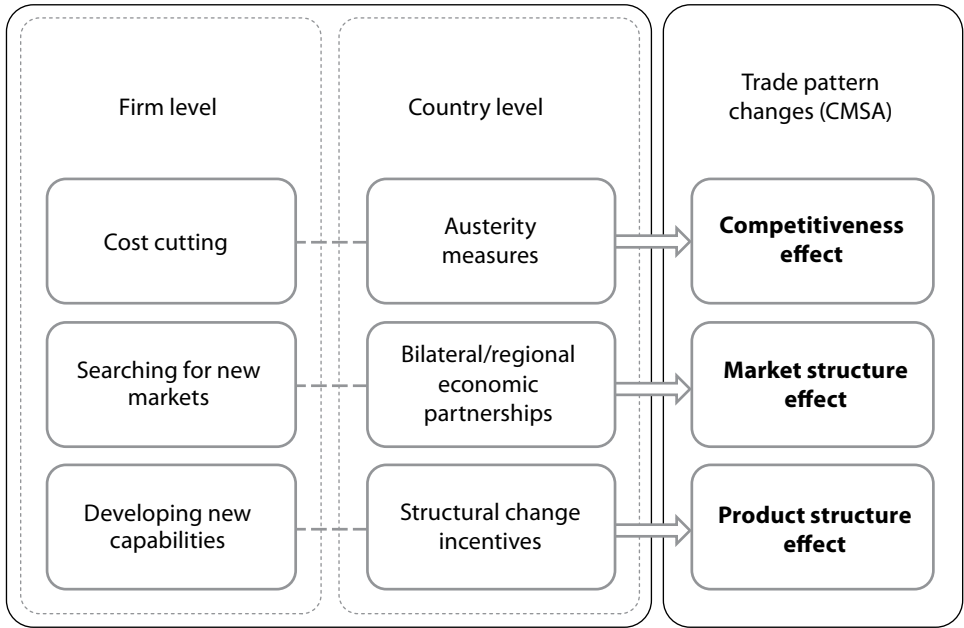 Firm level
Country level
Trade pattern
changes (CMSA)
Cost cutting
Austerity
measures
Competitiveness
effect
Searching for new
markets
Bilateral/regional
economic
partnerships
Market structure
effect
Developing new
capabilities
Structural change
incentives
Product structure
effect